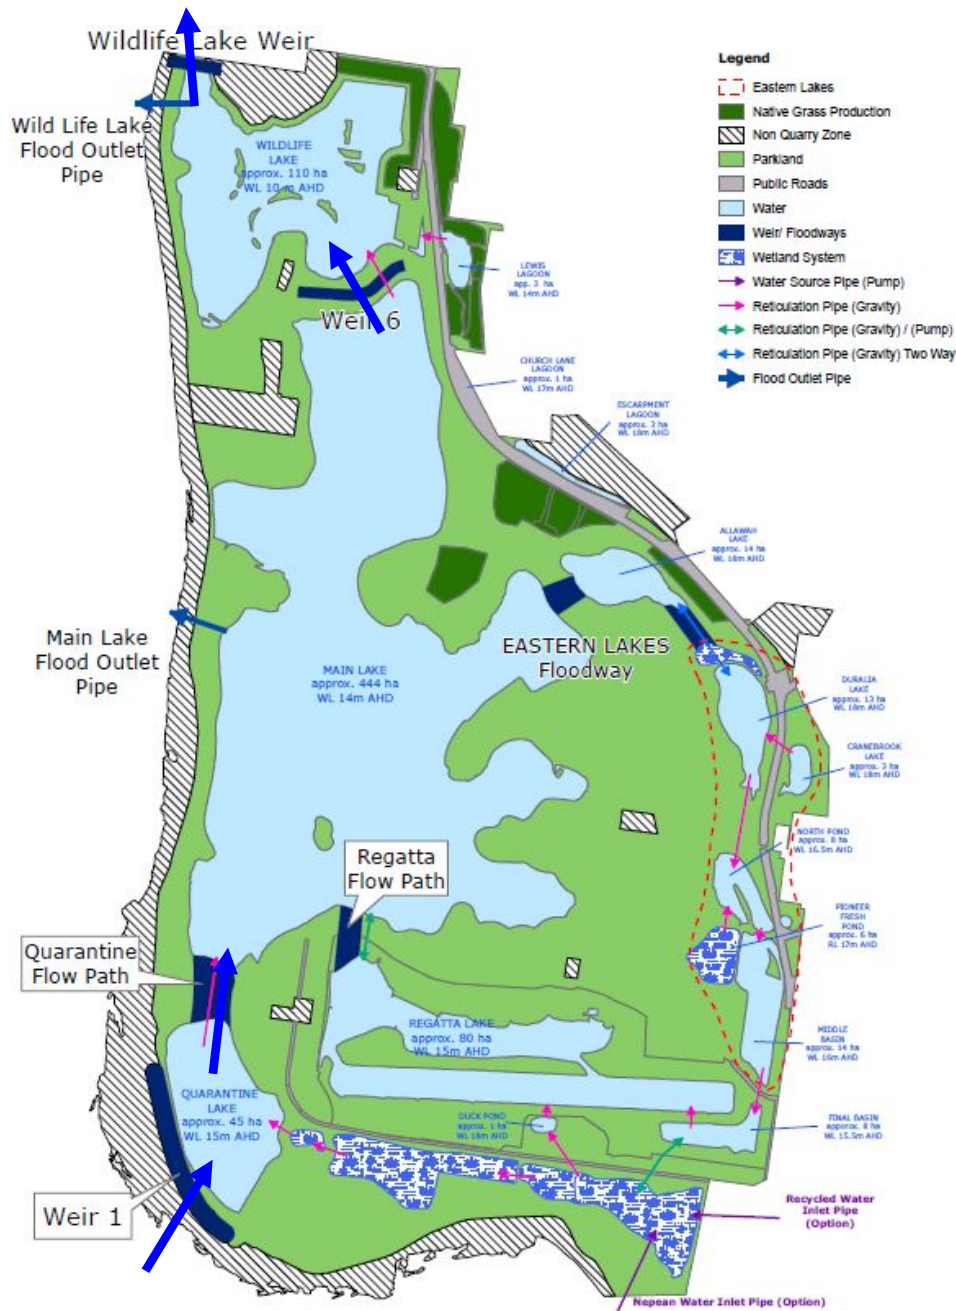 Wildlife Lake Weir
Wild Life Lake
Flood Outlet
Pipe
WILDLIFE
LAKE
approx. 110 ha
WL 10 m AHD
Legend
Eastern Lakes
Native Grass Production
Non Quarry Zone
Parkland
Public Roads
Water
Weir/ Floodways
Wetland System
Water Source Pipe (Pump)
Reticulation Pipe (Gravity)
Reticulation Pipe (Gravity) / (Pump)
Reticulation Pipe (Gravity) Two Way
Flood Outlet Pipe
LEWIS
LAGOON
app. 3 ha
WL 14m AHD
Weir 6
CHURCH LANE
LAGOON
approx. 1 ha
WL 17m AHD
ESCARPMENT
LAGOON
approx. 3 ha
WL 18m AHD
ALLAWAH
LAKE
approx. 14 ha
WL 18m AHD
EASTERN LAKES
Floodway
Main Lake
Flood Outlet
Pipe
MAIN LAKE
approx. 444 ha
WL 14m AHD
DURALIA
LAKE
approx. 13 ha
WL 18m AHD
CRANEBROOK
LAKE
approx. 3 ha
WL 18m AHD
NORTH POND
approx. 8 ha
WL 16.5m AHD
Regatta
Flow Path
PIONEER
FRESH
POND
approx. 6 ha
RL 17m AHD
Quarantine
Flow Path
REGATTA LAKE
approx. 80 ha
WL 15m AHD
MIDDLE
BASIN
approx. 14 ha
WL 16m AHD
QUARANTINE
LAKE
approx. 45 ha
WL 15m AHD
DUCK POND
approx. 1 ha
WL 18m AHD
FINAL BASIN
approx. 8 ha
WL 15.5m AHD
Weir 1
Recycled Water
Inlet Pipe
(Option)
Nepean Water Inlet Pipe (Option)